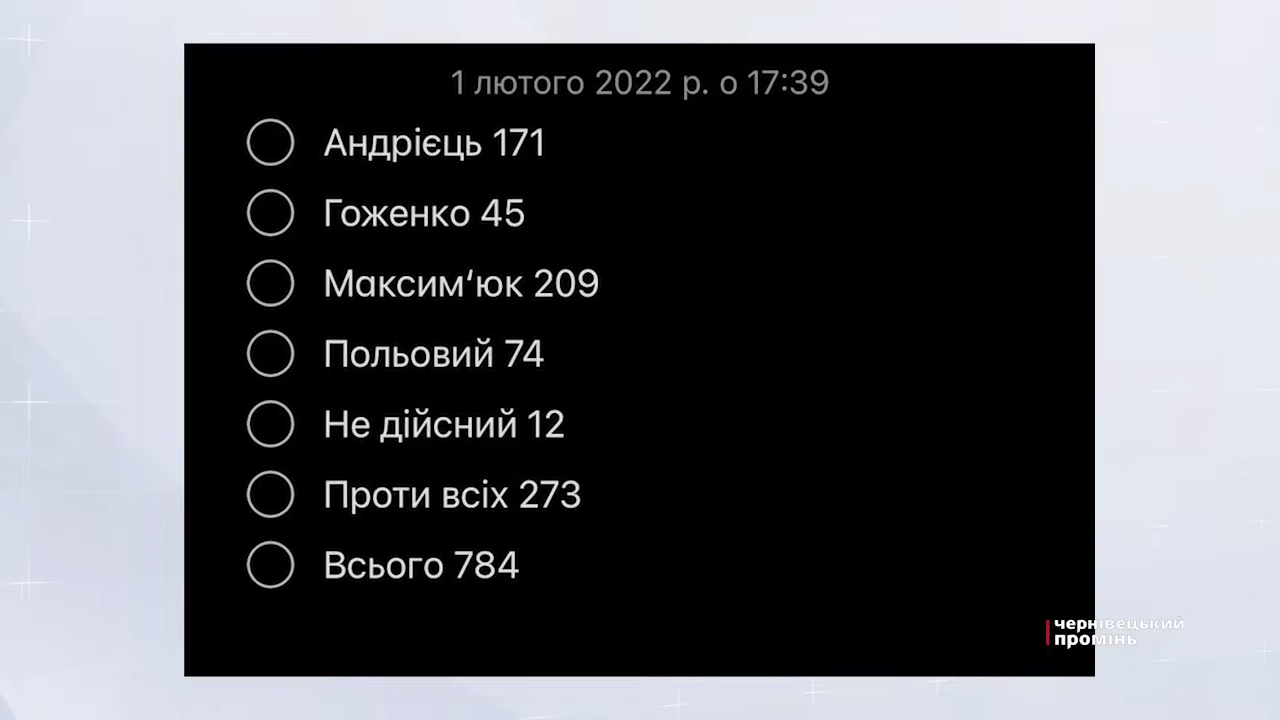 1 лютого 2022 р. о 17:39
Андрієць 171
Гоженко 45
Максим‘юк 209
Польовий 74
Не дійсний 12
Проти всіх 273
Всього 784
чернівецький
промінь